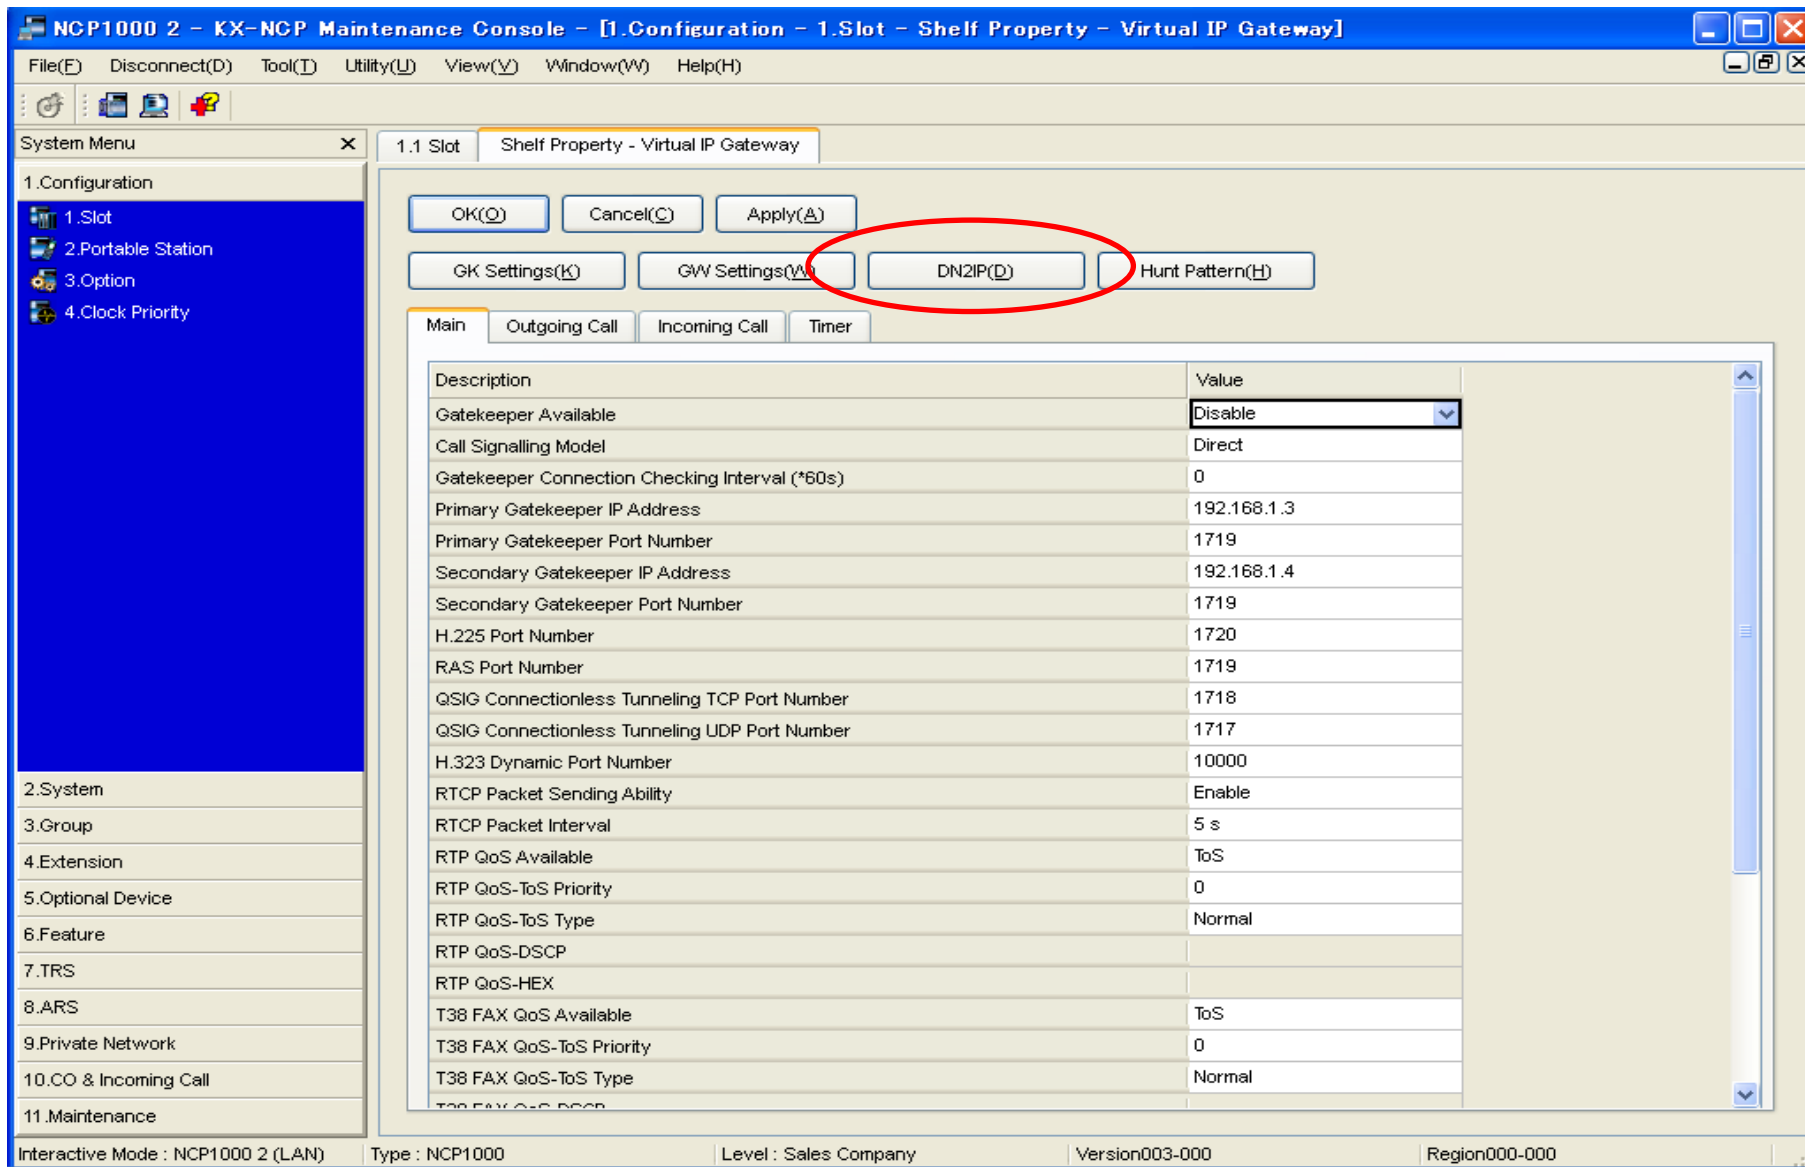 NCP1000 2 - KX-NCP Maintenance Console - [1.Configuration - 1.Slot - Shelf Property - Virtual IP Gateway]
File(F) Disconnect(D) Tool(T) Utility(U) View(V) Window(W) Help(H)
System Menu
1.1 Slot Shelf Property - Virtual IP Gateway
1.Configuration
1.Slot
2.Portable Station
3.Option
4.Clock Priority
2.System
3.Group
4.Extension
5.Optional Device
6.Feature
7.TRS
8.ARS
9.Private Network
10.CO & Incoming Call
11.Maintenance
OK(O) Cancel(C) Apply(A)
GK Settings(K) GW Settings(W) DN2IP(D) Hunt Pattern(H)
Main Outgoing Call Incoming Call Timer
Description Value
Gatekeeper Available Disable
Call Signalling Model Direct
Gatekeeper Connection Checking Interval (*60s) 0
Primary Gatekeeper IP Address 192.168.1.3
Primary Gatekeeper Port Number 1719
Secondary Gatekeeper IP Address 192.168.1.4
Secondary Gatekeeper Port Number 1719
H.225 Port Number 1720
RAS Port Number 1719
QSIG Connectionless Tunneling TCP Port Number 1718
QSIG Connectionless Tunneling UDP Port Number 1717
H.323 Dynamic Port Number 10000
RTCP Packet Sending Ability Enable
RTCP Packet Interval 5 s
RTP QoS Available ToS
RTP QoS-ToS Priority 0
RTP QoS-ToS Type Normal
RTP QoS-DSCP
RTP QoS-HEX
T38 FAX QoS Available ToS
T38 FAX QoS-ToS Priority 0
T38 FAX QoS-ToS Type Normal
T38 FAX QoS-DSCP
Interactive Mode : NCP1000 2 (LAN) Type : NCP1000 Level : Sales Company Version003-000 Region000-000